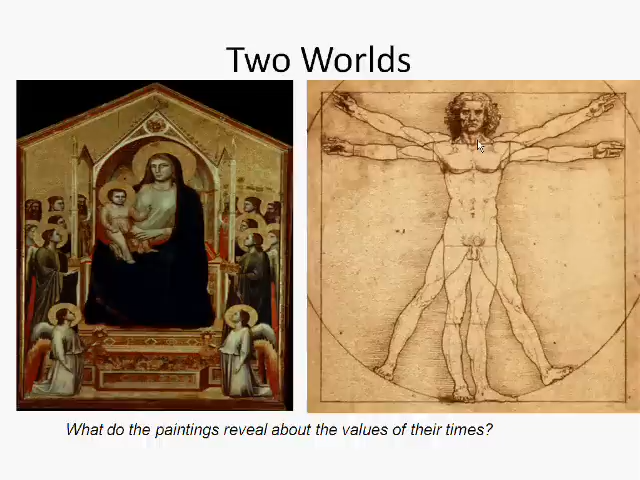 Two Worlds
What do the paintings reveal about the values of their times?